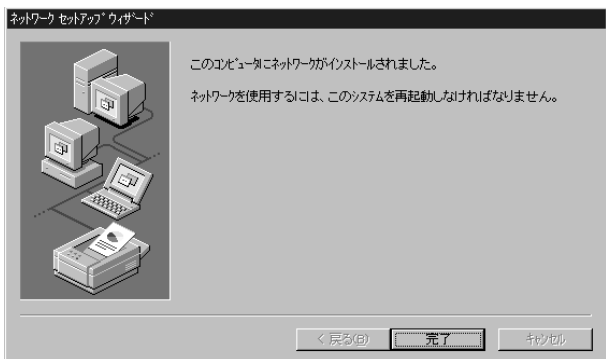 ﾈｯﾄﾜｰｸ ｾｯﾄｱｯﾌﾟ ｳｨｻﾞｰﾄﾞ
このｺﾝﾋﾟｭｰﾀにﾈｯﾄﾜｰｸがｲﾝｽﾄｰﾙされました。
ﾈｯﾄﾜｰｸを使用するには、このｼｽﾃﾑを再起動しなければなりません。
< 戻る(B)
完了
ｷｬﾝｾﾙ